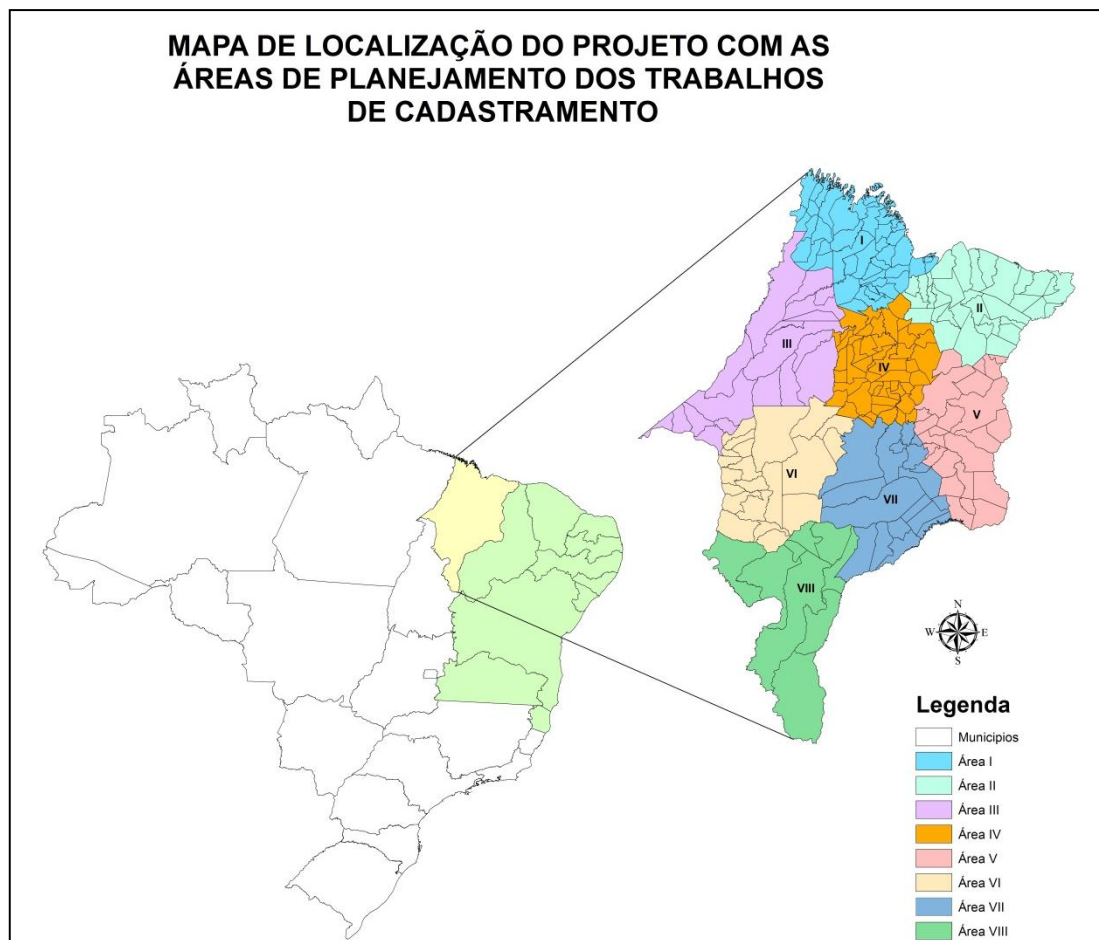 MAPA DE LOCALIZAÇÃO DO PROJETO COM AS
ÁREAS DE PLANEJAMENTO DOS TRABALHOS
DE CADASTRAMENTO
I
II
III
IV
V
VI
VII
VIII
N
W E
S
Legenda
Municipios
Área I
Área II
Área III
Área IV
Área V
Área VI
Área VII
Área VIII